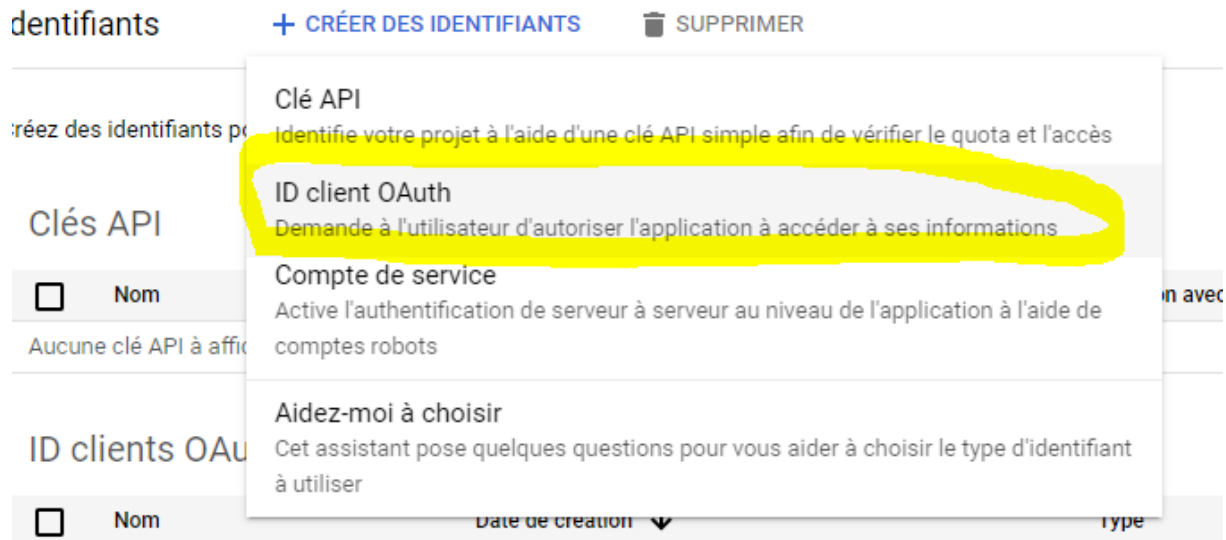 dentifiants + CRÉER DES IDENTIFIANTS SUPPRIMER
Clé API
réez des identifiants po
Identifie votre projet à l'aide d'une clé API simple afin de vérifier le quota et l'accès
ID client OAuth
Clés API
Demande à l'utilisateur d'autoriser l'application à accéder à ses informations
Compte de service
Nom
on avec
Active l'authentification de serveur à serveur au niveau de l'application à l'aide de
comptes robots
Aucune clé API à affic
Aidez-moi à choisir
ID clients OAu
Cet assistant pose quelques questions pour vous aider à choisir le type d'identifiant
à utiliser
Nom Date de création Type